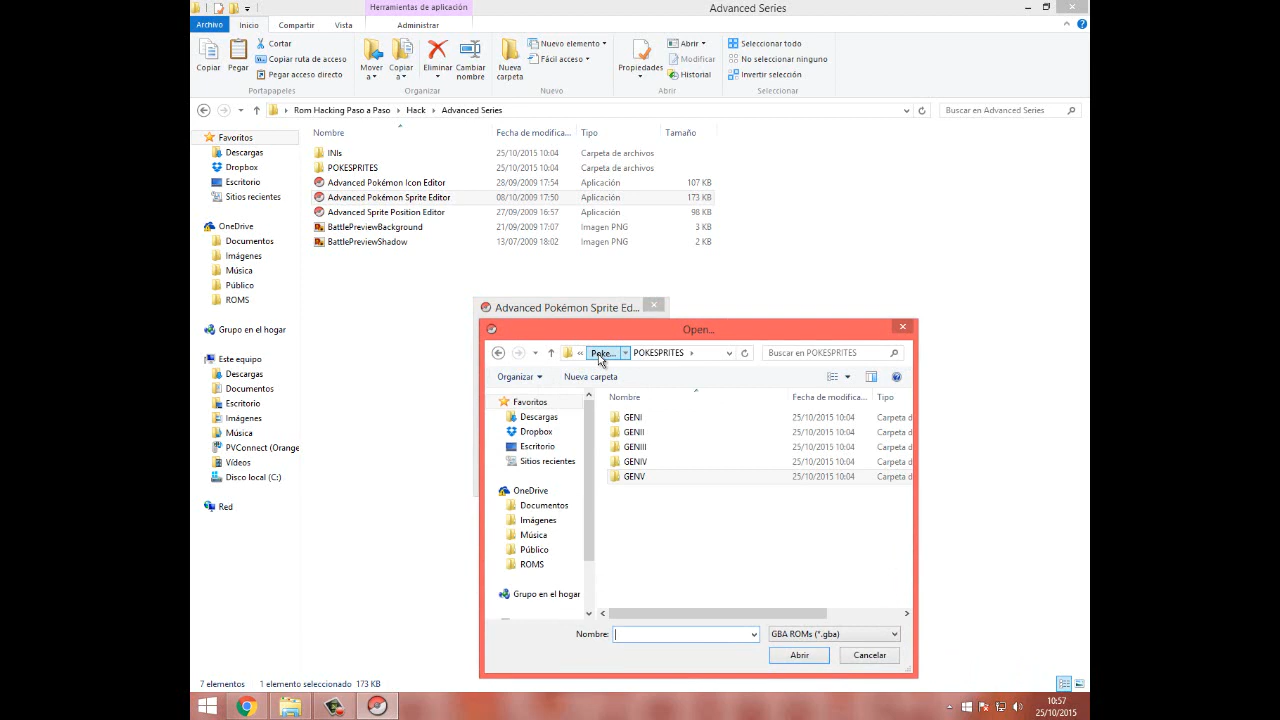 Herramientas de aplicación
Advanced Series
Archivo Inicio Compartir Vista Administrar
Copiar
Pegar
Cortar
Copiar ruta de acceso
Pegar acceso directo
Portapapeles
Mover a
Copiar a
Eliminar
Cambiar nombre
Organizar
Nueva carpeta
Nuevo elemento
Fácil acceso
Nuevo
Propiedades
Abrir
Modificar
Historial
Abrir
Seleccionar todo
No seleccionar ninguno
Invertir selección
Seleccionar
Rom Hacking Paso a Paso Hack Advanced Series
Buscar en Advanced Series
Nombre Fecha de modifica... Tipo Tamaño
INIs 25/10/2015 10:04 Carpeta de archivos
POKESPRITES 25/10/2015 10:04 Carpeta de archivos
Advanced Pokémon Icon Editor 28/09/2009 17:54 Aplicación 107 KB
Advanced Pokémon Sprite Editor 08/10/2009 17:50 Aplicación 173 KB
Advanced Sprite Position Editor 27/09/2009 16:57 Aplicación 98 KB
BattlePreviewBackground 21/09/2009 17:07 Imagen PNG 3 KB
BattlePreviewShadow 13/07/2009 18:02 Imagen PNG 2 KB
Favoritos
Descargas
Dropbox
Escritorio
Sitios recientes
OneDrive
Documentos
Imágenes
Música
Público
ROMS
Grupo en el hogar
Este equipo
Descargas
Documentos
Escritorio
Imágenes
Música
PVConnect (Orange
Vídeos
Disco local (C:)
Red
Advanced Pokémon Sprite Ed...
Open...
« Poke... POKESPRITES
Buscar en POKESPRITES
Organizar Nueva carpeta
Favoritos
Descargas
Dropbox
Escritorio
Sitios recientes
OneDrive
Documentos
Imágenes
Música
Público
ROMS
Grupo en el hogar
Nombre Fecha de modifica... Tipo
GENI 25/10/2015 10:04 Carpeta d
GENII 25/10/2015 10:04 Carpeta d
GENIII 25/10/2015 10:04 Carpeta d
GENIV 25/10/2015 10:04 Carpeta d
GENV 25/10/2015 10:04 Carpeta d
Nombre: GBA ROMs (*.gba)
Abrir Cancelar
7 elementos 1 elemento seleccionado 173 KB
10:57
25/10/2015